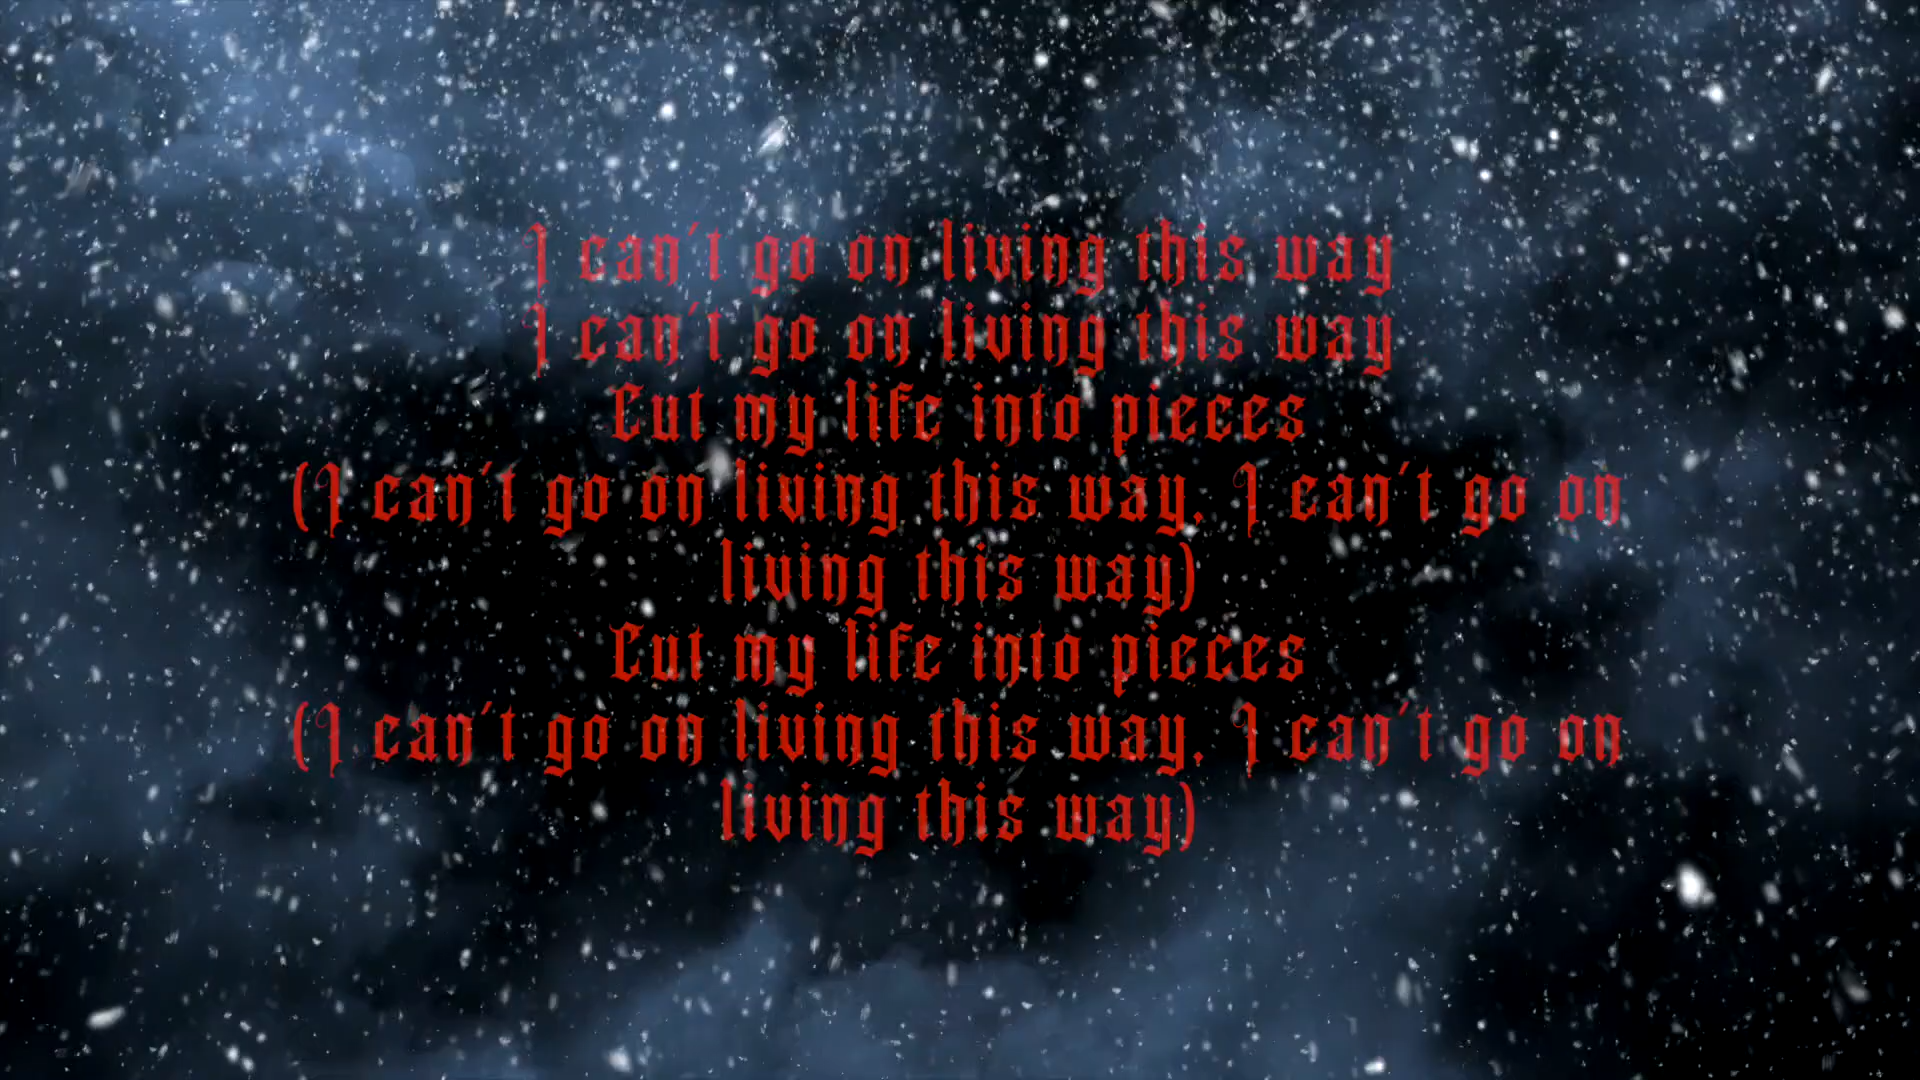 I can't go on living this way
I can't go on living this way
Cut my life into pieces
(I can't go on living this way, I can't go on
living this way)
Cut my life into pieces
(I can't go on living this way, I can't go on
living this way)